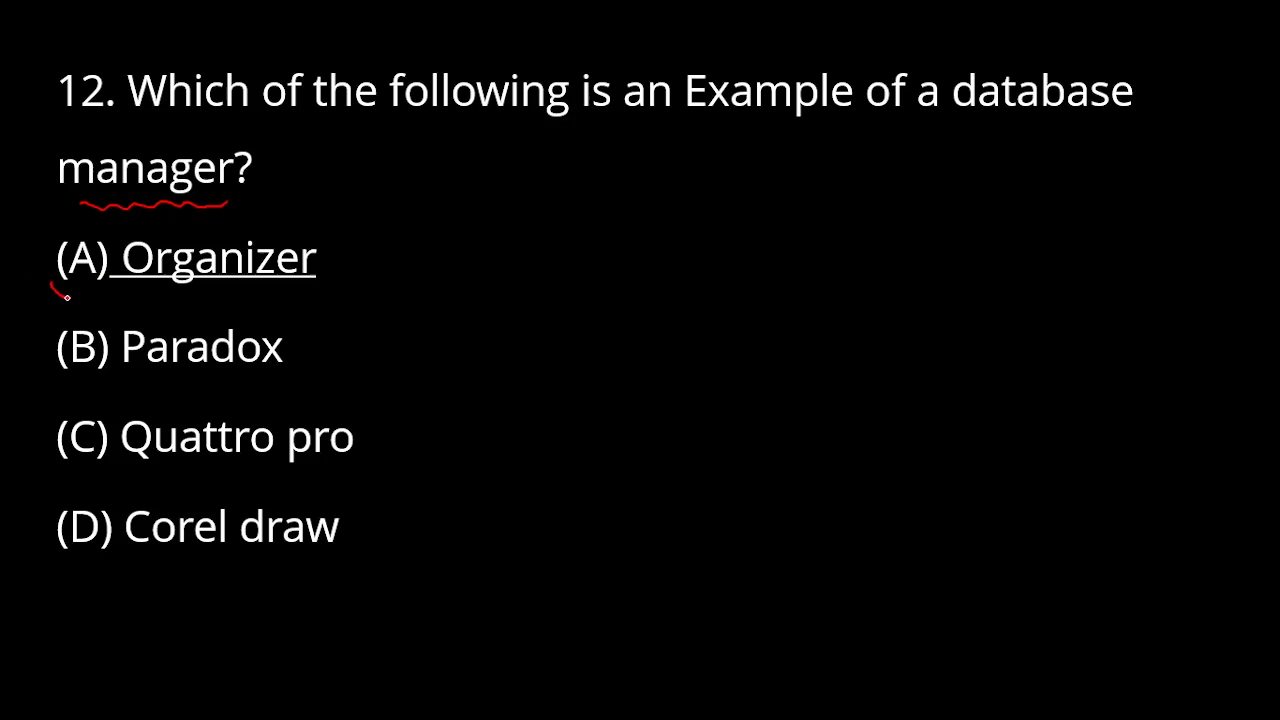 12. Which of the following is an Example of a database
manager?
(A) Organizer
(B) Paradox
(C) Quattro pro
(D) Corel draw